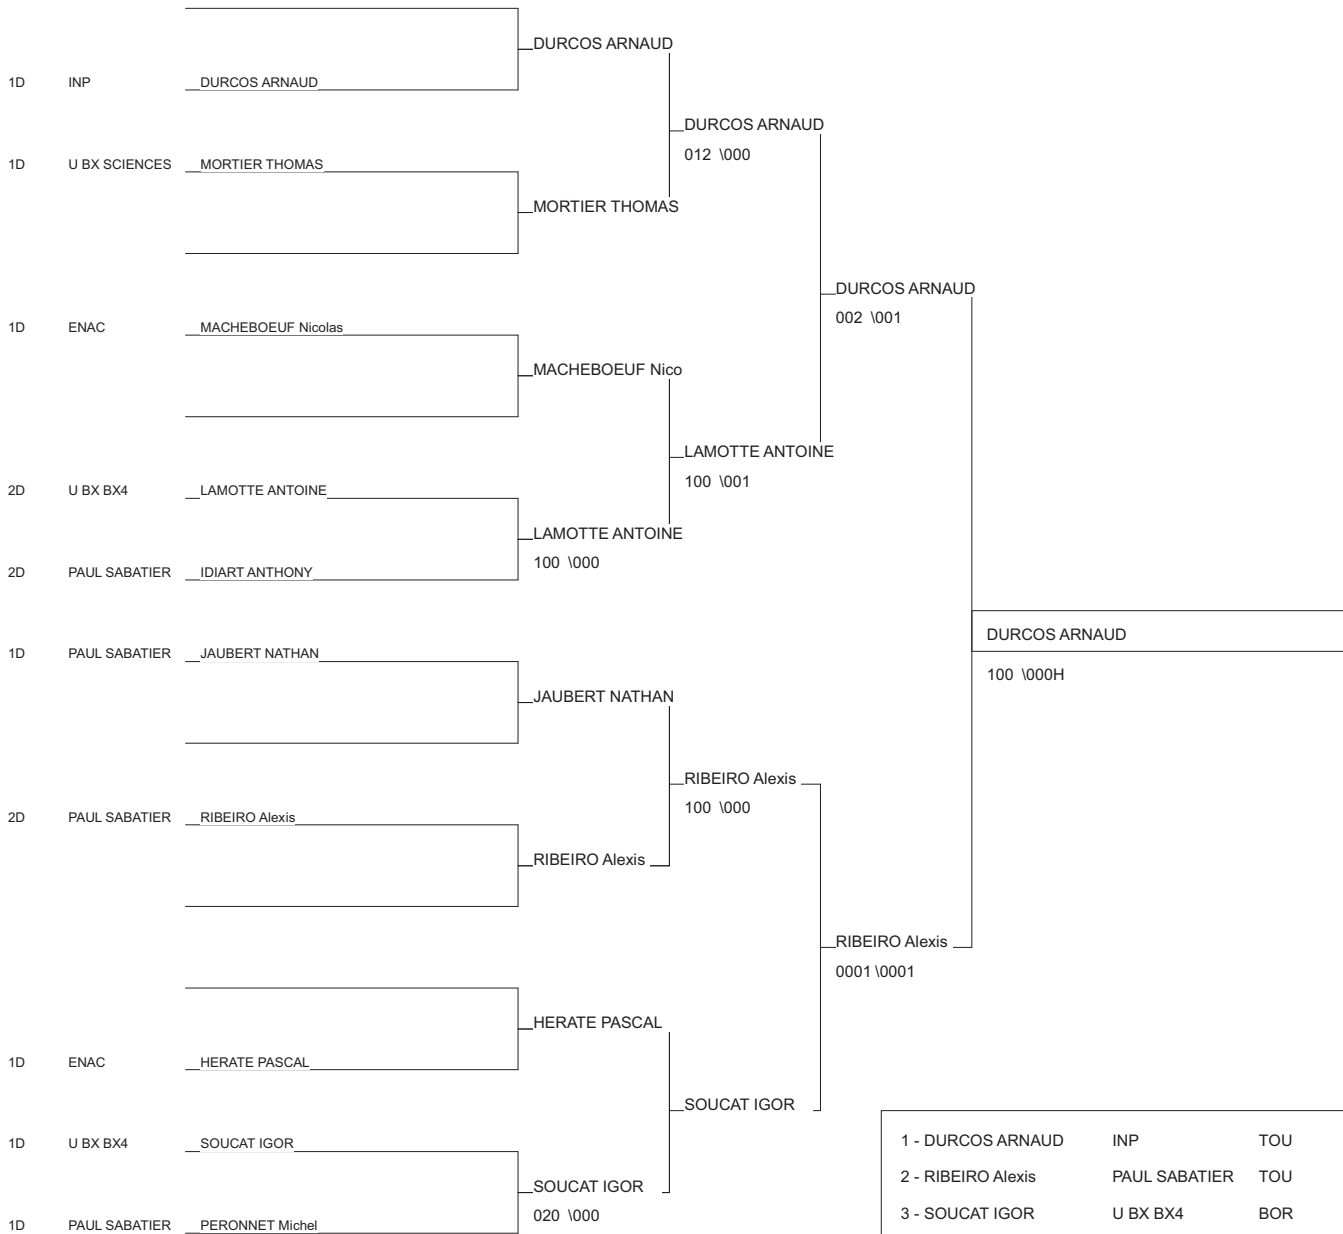 DURCOS ARNAUD
1D INP DURCOS ARNAUD
DURCOS ARNAUD
012 \000
1D U BX SCIENCES MORTIER THOMAS
MORTIER THOMAS
DURCOS ARNAUD
002 \001
1D ENAC MACHEBOEUF Nicolas
MACHEBOEUF Nico
LAMOTTE ANTOINE
100 \001
2D U BX BX4 LAMOTTE ANTOINE
LAMOTTE ANTOINE
100 \000
2D PAUL SABATIER IDIART ANTHONY
DURCOS ARNAUD
100 \000H
1D PAUL SABATIER JAUBERT NATHAN
JAUBERT NATHAN
RIBEIRO Alexis
100 \000
2D PAUL SABATIER RIBEIRO Alexis
RIBEIRO Alexis
RIBEIRO Alexis
0001 \0001
HERATE PASCAL
1D ENAC HERATE PASCAL
SOUCAT IGOR
1D U BX BX4 SOUCAT IGOR
SOUCAT IGOR
020 \000
1D PAUL SABATIER PERONNET Michel
1 - DURCOS ARNAUD INP TOU
2 - RIBEIRO Alexis PAUL SABATIER TOU
3 - SOUCAT IGOR U BX BX4 BOR